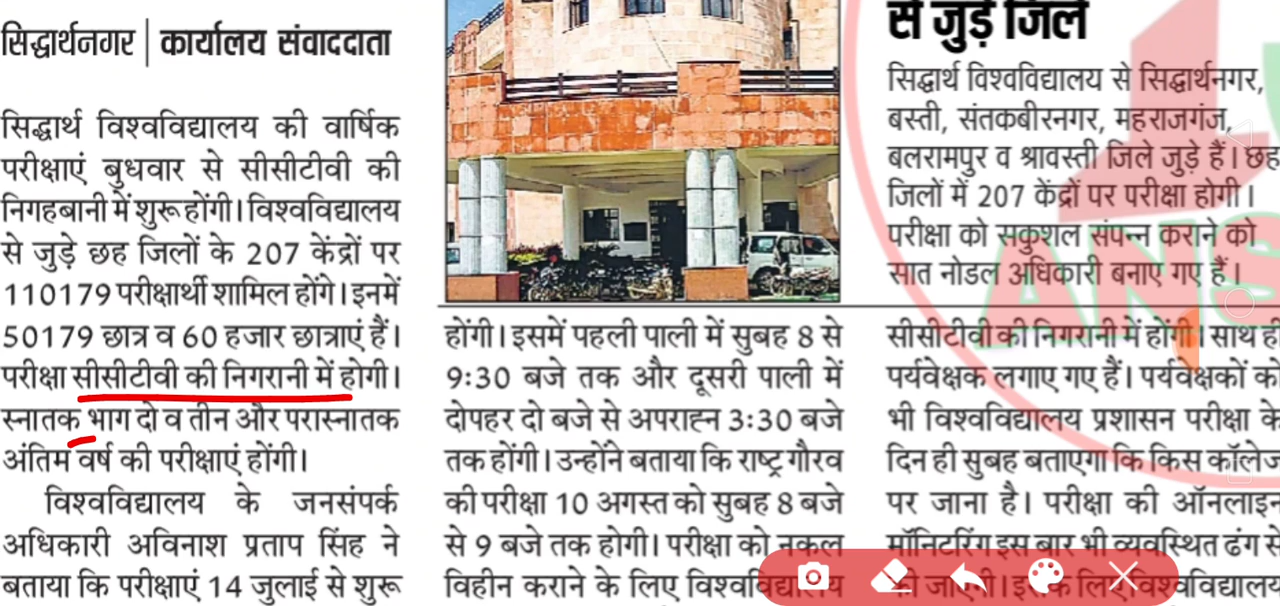 सिद्धार्थनगर | कार्यालय संवाददाता
सिद्धार्थ विश्वविद्यालय की वार्षिक
परीक्षाएं बुधवार से सीसीटीवी की
निगहबानी में शुरू होंगी। विश्वविद्यालय
से जुड़े छह जिलों के 207 केंद्रों पर
110179 परीक्षार्थी शामिल होंगे। इनमें
50179 छात्र व 60 हजार छात्राएं हैं।
परीक्षा सीसीटीवी की निगरानी में होगी।
स्नातक भाग दो व तीन और परास्नातक
अंतिम वर्ष की परीक्षाएं होंगी।
विश्वविद्यालय के जनसंपर्क
अधिकारी अविनाश प्रताप सिंह ने
बताया कि परीक्षाएं 14 जुलाई से शुरू
होंगी। इसमें पहली पाली में सुबह 8 से
9:30 बजे तक और दूसरी पाली में
दोपहर दो बजे से अपराह्न 3:30 बजे
तक होंगी। उन्होंने बताया कि राष्ट्र गौरव
की परीक्षा 10 अगस्त को सुबह 8 बजे
से 9 बजे तक होगी। परीक्षा को नकल
विहीन कराने के लिए विश्वविद्यालय
से जुड़े जिले
सिद्धार्थ विश्वविद्यालय से सिद्धार्थनगर,
बस्ती, संतकबीरनगर, महराजगंज,
बलरामपुर व श्रावस्ती जिले जुड़े हैं। छह
जिलों में 207 केंद्रों पर परीक्षा होगी।
परीक्षा को सकुशल संपन्न कराने को
सात नोडल अधिकारी बनाए गए हैं।
सीसीटीवी की निगरानी में होंगी। साथ ही
पर्यवेक्षक लगाए गए हैं। पर्यवेक्षकों को
भी विश्वविद्यालय प्रशासन परीक्षा के
दिन ही सुबह बताएगा कि किस कॉलेज
पर जाना है। परीक्षा की ऑनलाइन
मॉनिटरिंग इस बार भी व्यवस्थित ढंग से
की जाएगी। इसके लिए विश्वविद्यालय
ANS